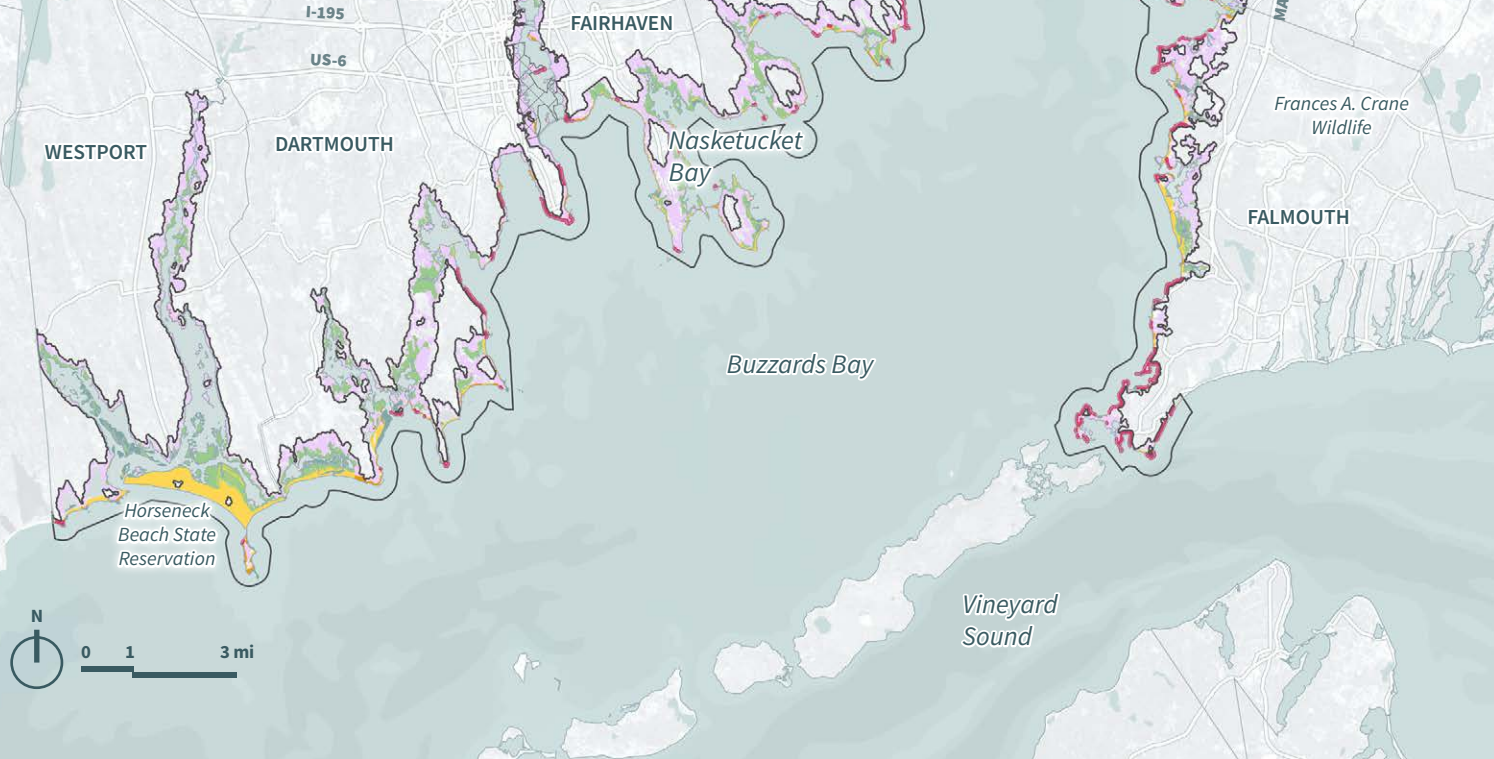 I-195
FAIRHAVEN
MA
US-6
Frances A. Crane
Wildlife
WESTPORT
DARTMOUTH
Nasketucket
Bay
FALMOUTH
Buzzards Bay
Horseneck
Beach State
Reservation
Vineyard
Sound
N
0 1 3 mi